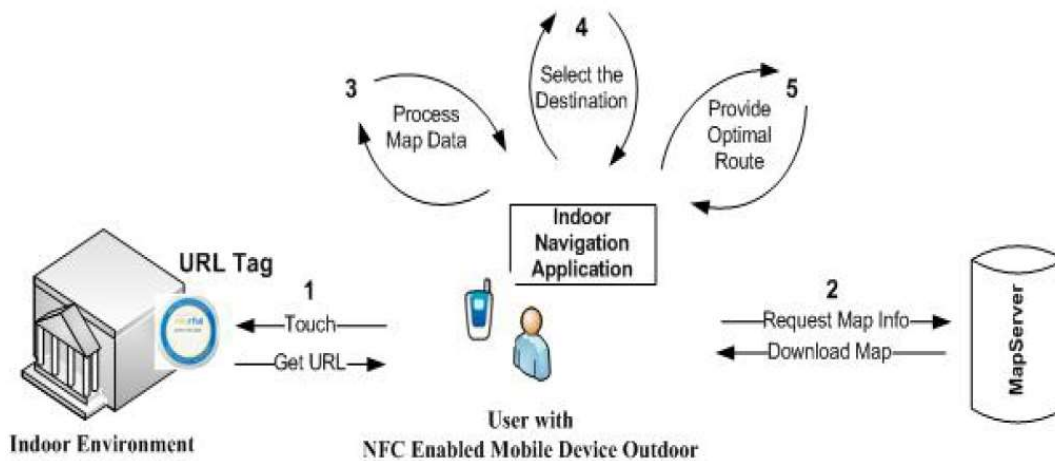 4
3
Select the
Destination
5
Process
Map Data
Provide
Optimal
Route
Indoor
Navigation
Application
URL Tag
1
Touch
Get URL
2
Request Map Info
Download Map
MapServer
User with
NFC Enabled Mobile Device Outdoor
Indoor Environment